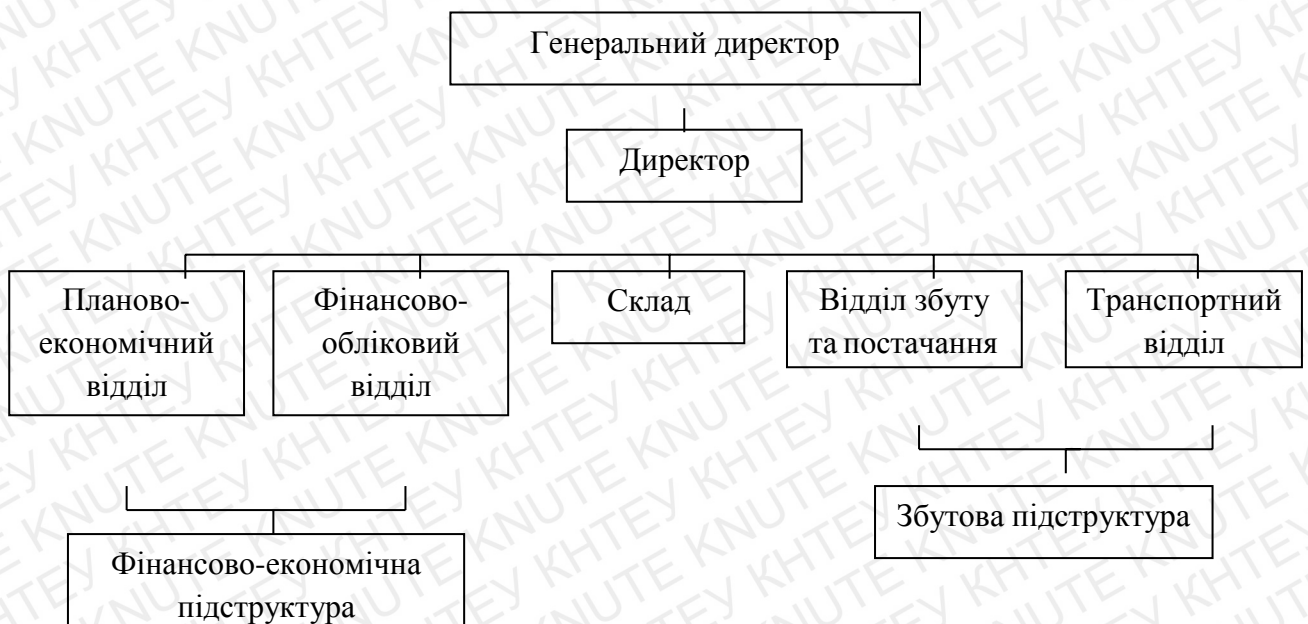 Генеральний директор
Директор
Планово-
економічний
відділ
Фінансово-
обліковий
відділ
Склад
Відділ збуту
та постачання
Транспортний
відділ
Збутова підструктура
Фінансово-економічна
підструктура